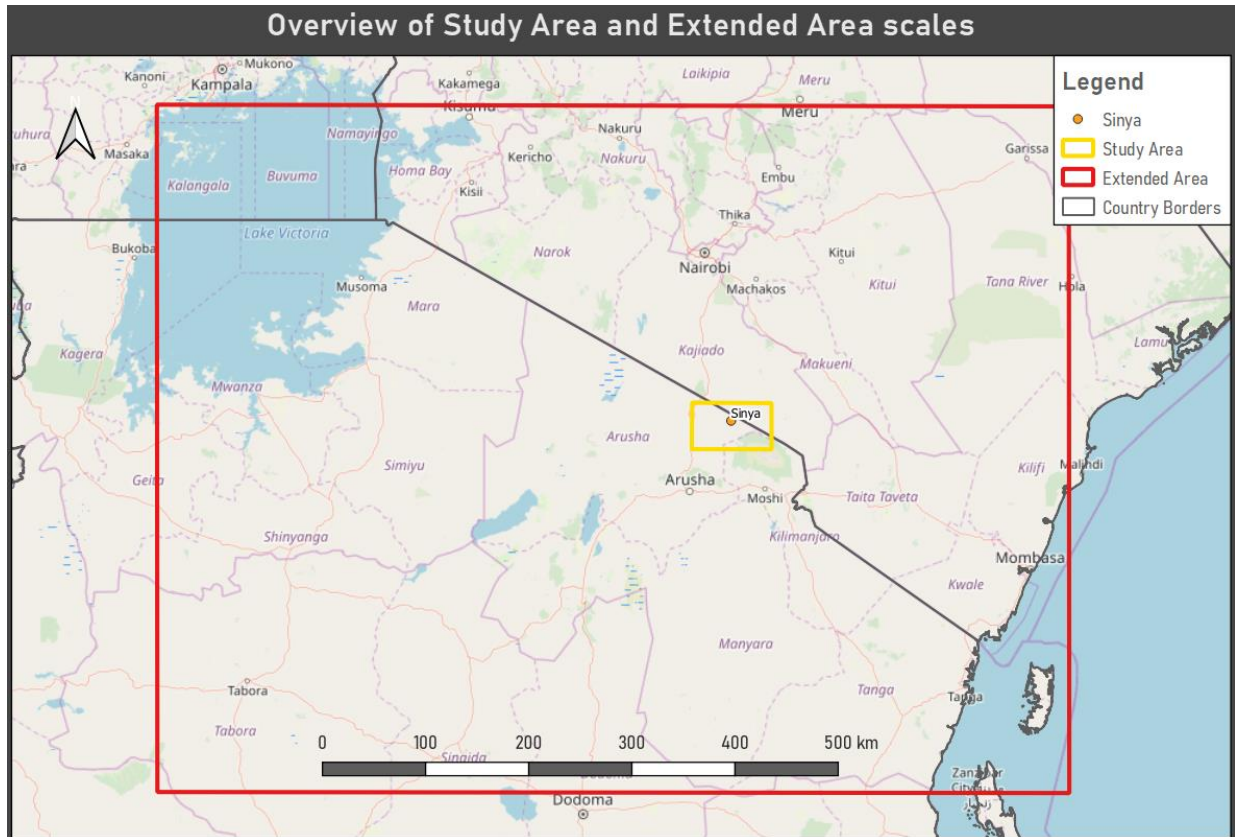 Overview of Study Area and Extended Area scales
Legend
Sinya
Study Area
Extended Area
Country Borders
Kanoni
Mukono
Kampala
Kakamega
Kisumu
Laikipia
Meru
Meru
Masaka
Namayingo
Nakuru
Nakuru
Garissa
Kericho
Homa Bay
Kalangala
Buvuma
Kisii
Embu
Thika
Lake Victoria
Bukoba
Narok
Nairobi
Kitui
Kitui
Tana River
Hola
Musoma
Machakos
Mara
Kagera
Kajiado
Makueni
Lamu
Mwanza
Sinya
Arusha
Simiyu
Geita
Kilifi
Malindi
Arusha
Moshi
Taita Taveta
Shinyanga
Kilimanjaro
Mombasa
Kwale
Manyara
Tabora
Tanga
Tanga
Tabora
0 100 200 300 400 500 km
Singida
Dodoma
Zanzibar
City
Dodoma